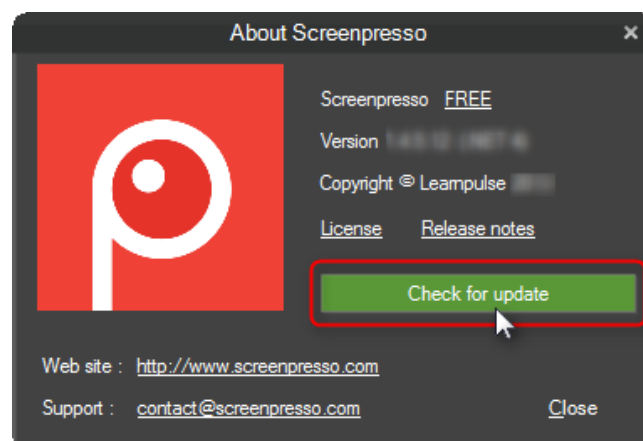 About Screenpresso
Screenpresso FREE
Version
Copyright © Learnpulse
License Release notes
Check for update
Web site : http://www.screenpresso.com
Support : contact@screenpresso.com
Close